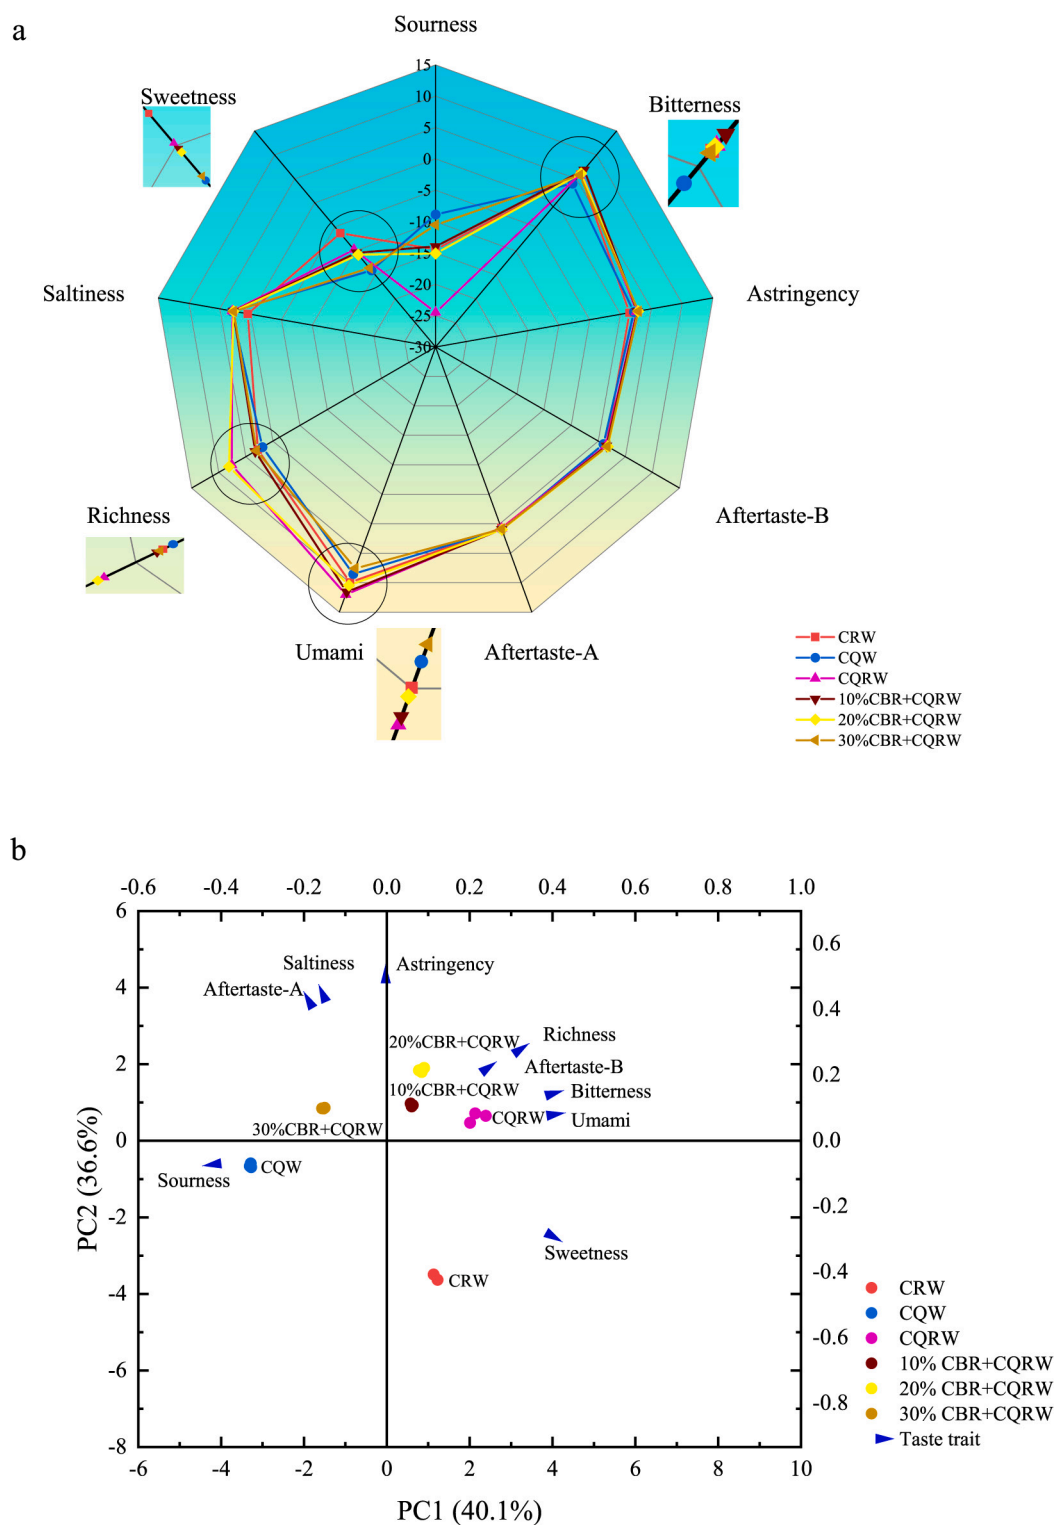 a
Sourness
Sweetness
Bitterness
15
10
5
0
-5
-10
-15
-20
-25
-30
Saltiness
Astringency
Richness
Aftertaste-B
Umami
Aftertaste-A
CRW
CQW
CQRW
10%CBR+CQRW
20%CBR+CQRW
30%CBR+CQRW
b
-0.6 -0.4 -0.2 0.0 0.2 0.4 0.6 0.8 1.0
6
4
2
0
-2
-4
-6
-8
0.6
0.4
0.2
0.0
-0.2
-0.4
-0.6
-0.8
PC2 (36.6%)
Saltiness
Astringency
Aftertaste-A
Richness
20%CBR+CQRW
Aftertaste-B
10%CBR+CQRW
Bitterness
CQRW
Umami
30%CBR+CQRW
CQW
Sourness
Sweetness
CRW
CRW
CQW
CQRW
10% CBR+CQRW
20% CBR+CQRW
30% CBR+CQRW
Taste trait
-6 -4 -2 0 2 4 6 8 10
PC1 (40.1%)